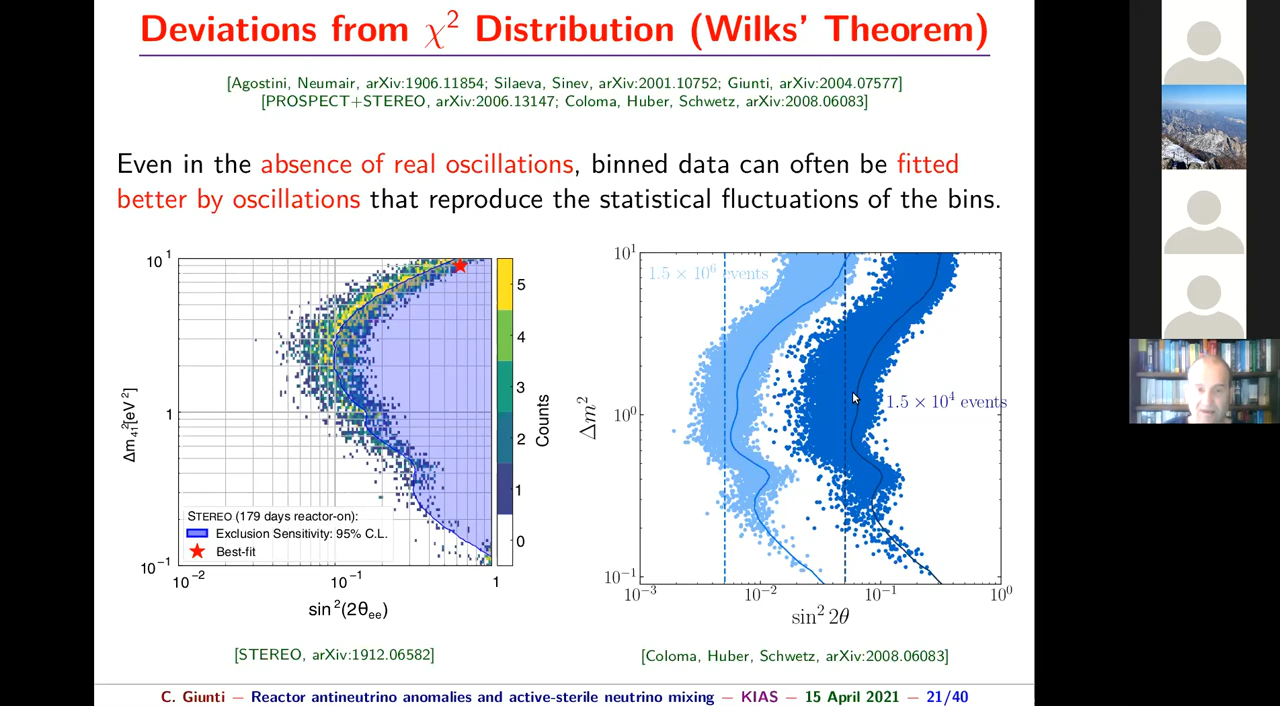 Deviations from χ² Distribution (Wilks' Theorem)
[Agostini, Neumair, arXiv:1906.11854; Silaeva, Sinev, arXiv:2001.10752; Giunti, arXiv:2004.07577]
[PROSPECT+STEREO, arXiv:2006.13147; Coloma, Huber, Schwetz, arXiv:2008.06083]
Even in the absence of real oscillations, binned data can often be fitted
better by oscillations that reproduce the statistical fluctuations of the bins.
10¹
1
10⁻¹
Δm²₄₁[eV²]
10⁻²
10⁻¹
1
sin²(2θ_ee)
STEREO (179 days reactor-on):
Exclusion Sensitivity: 95% C.L.
Best-fit
5
4
3
2
1
0
Counts
10¹
10⁰
10⁻¹
Δm²
1.5 × 10⁶ events
1.5 × 10⁴ events
10⁻³
10⁻²
10⁻¹
10⁰
sin² 2θ
[STEREO, arXiv:1912.06582]
[Coloma, Huber, Schwetz, arXiv:2008.06083]
C. Giunti − Reactor antineutrino anomalies and active-sterile neutrino mixing − KIAS − 15 April 2021 − 21/40